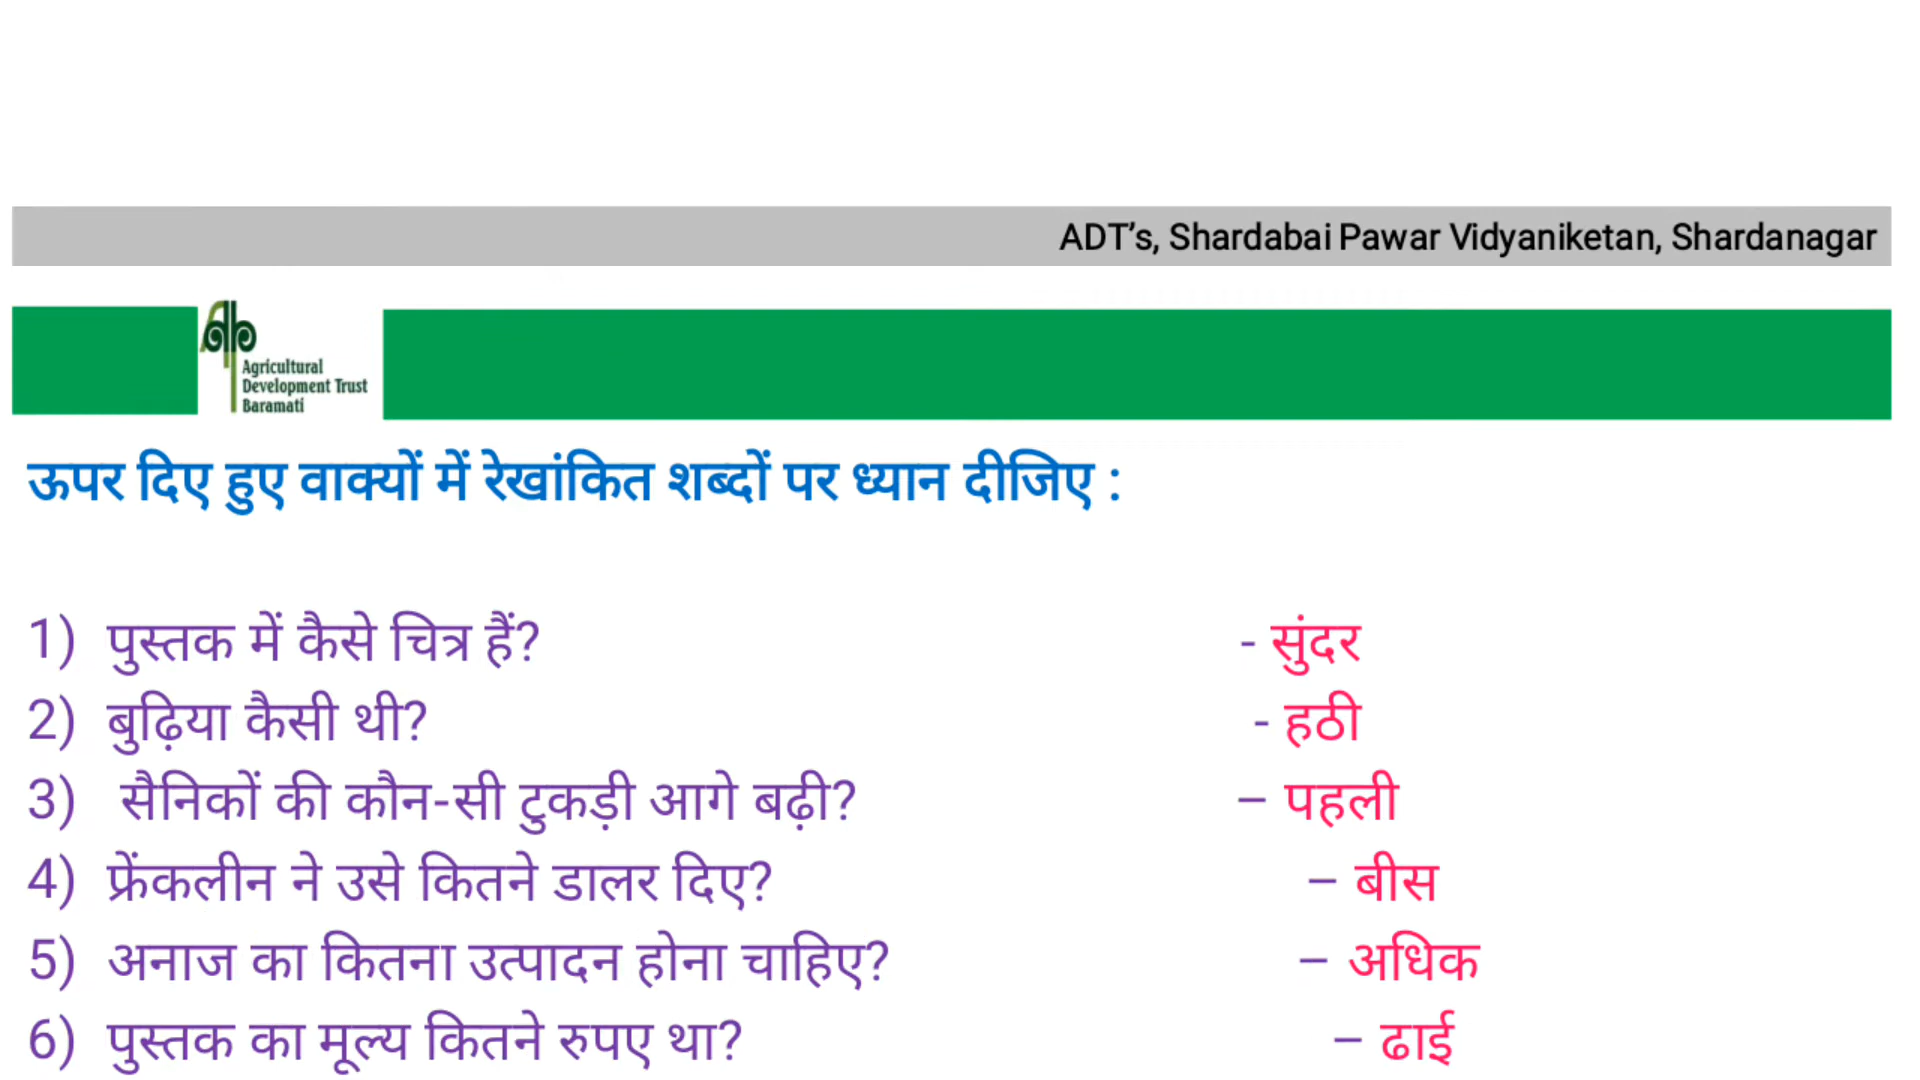 ADT’s, Shardabai Pawar Vidyaniketan, Shardanagar
Agricultural
Development Trust
Baramati
ऊपर दिए हुए वाक्यों में रेखांकित शब्दों पर ध्यान दीजिए :
1) पुस्तक में कैसे चित्र हैं? - सुंदर
2) बुढ़िया कैसी थी? - हठी
3) सैनिकों की कौन-सी टुकड़ी आगे बढ़ी? – पहली
4) फ्रेंकलीन ने उसे कितने डालर दिए? – बीस
5) अनाज का कितना उत्पादन होना चाहिए? – अधिक
6) पुस्तक का मूल्य कितने रुपए था? – ढाई